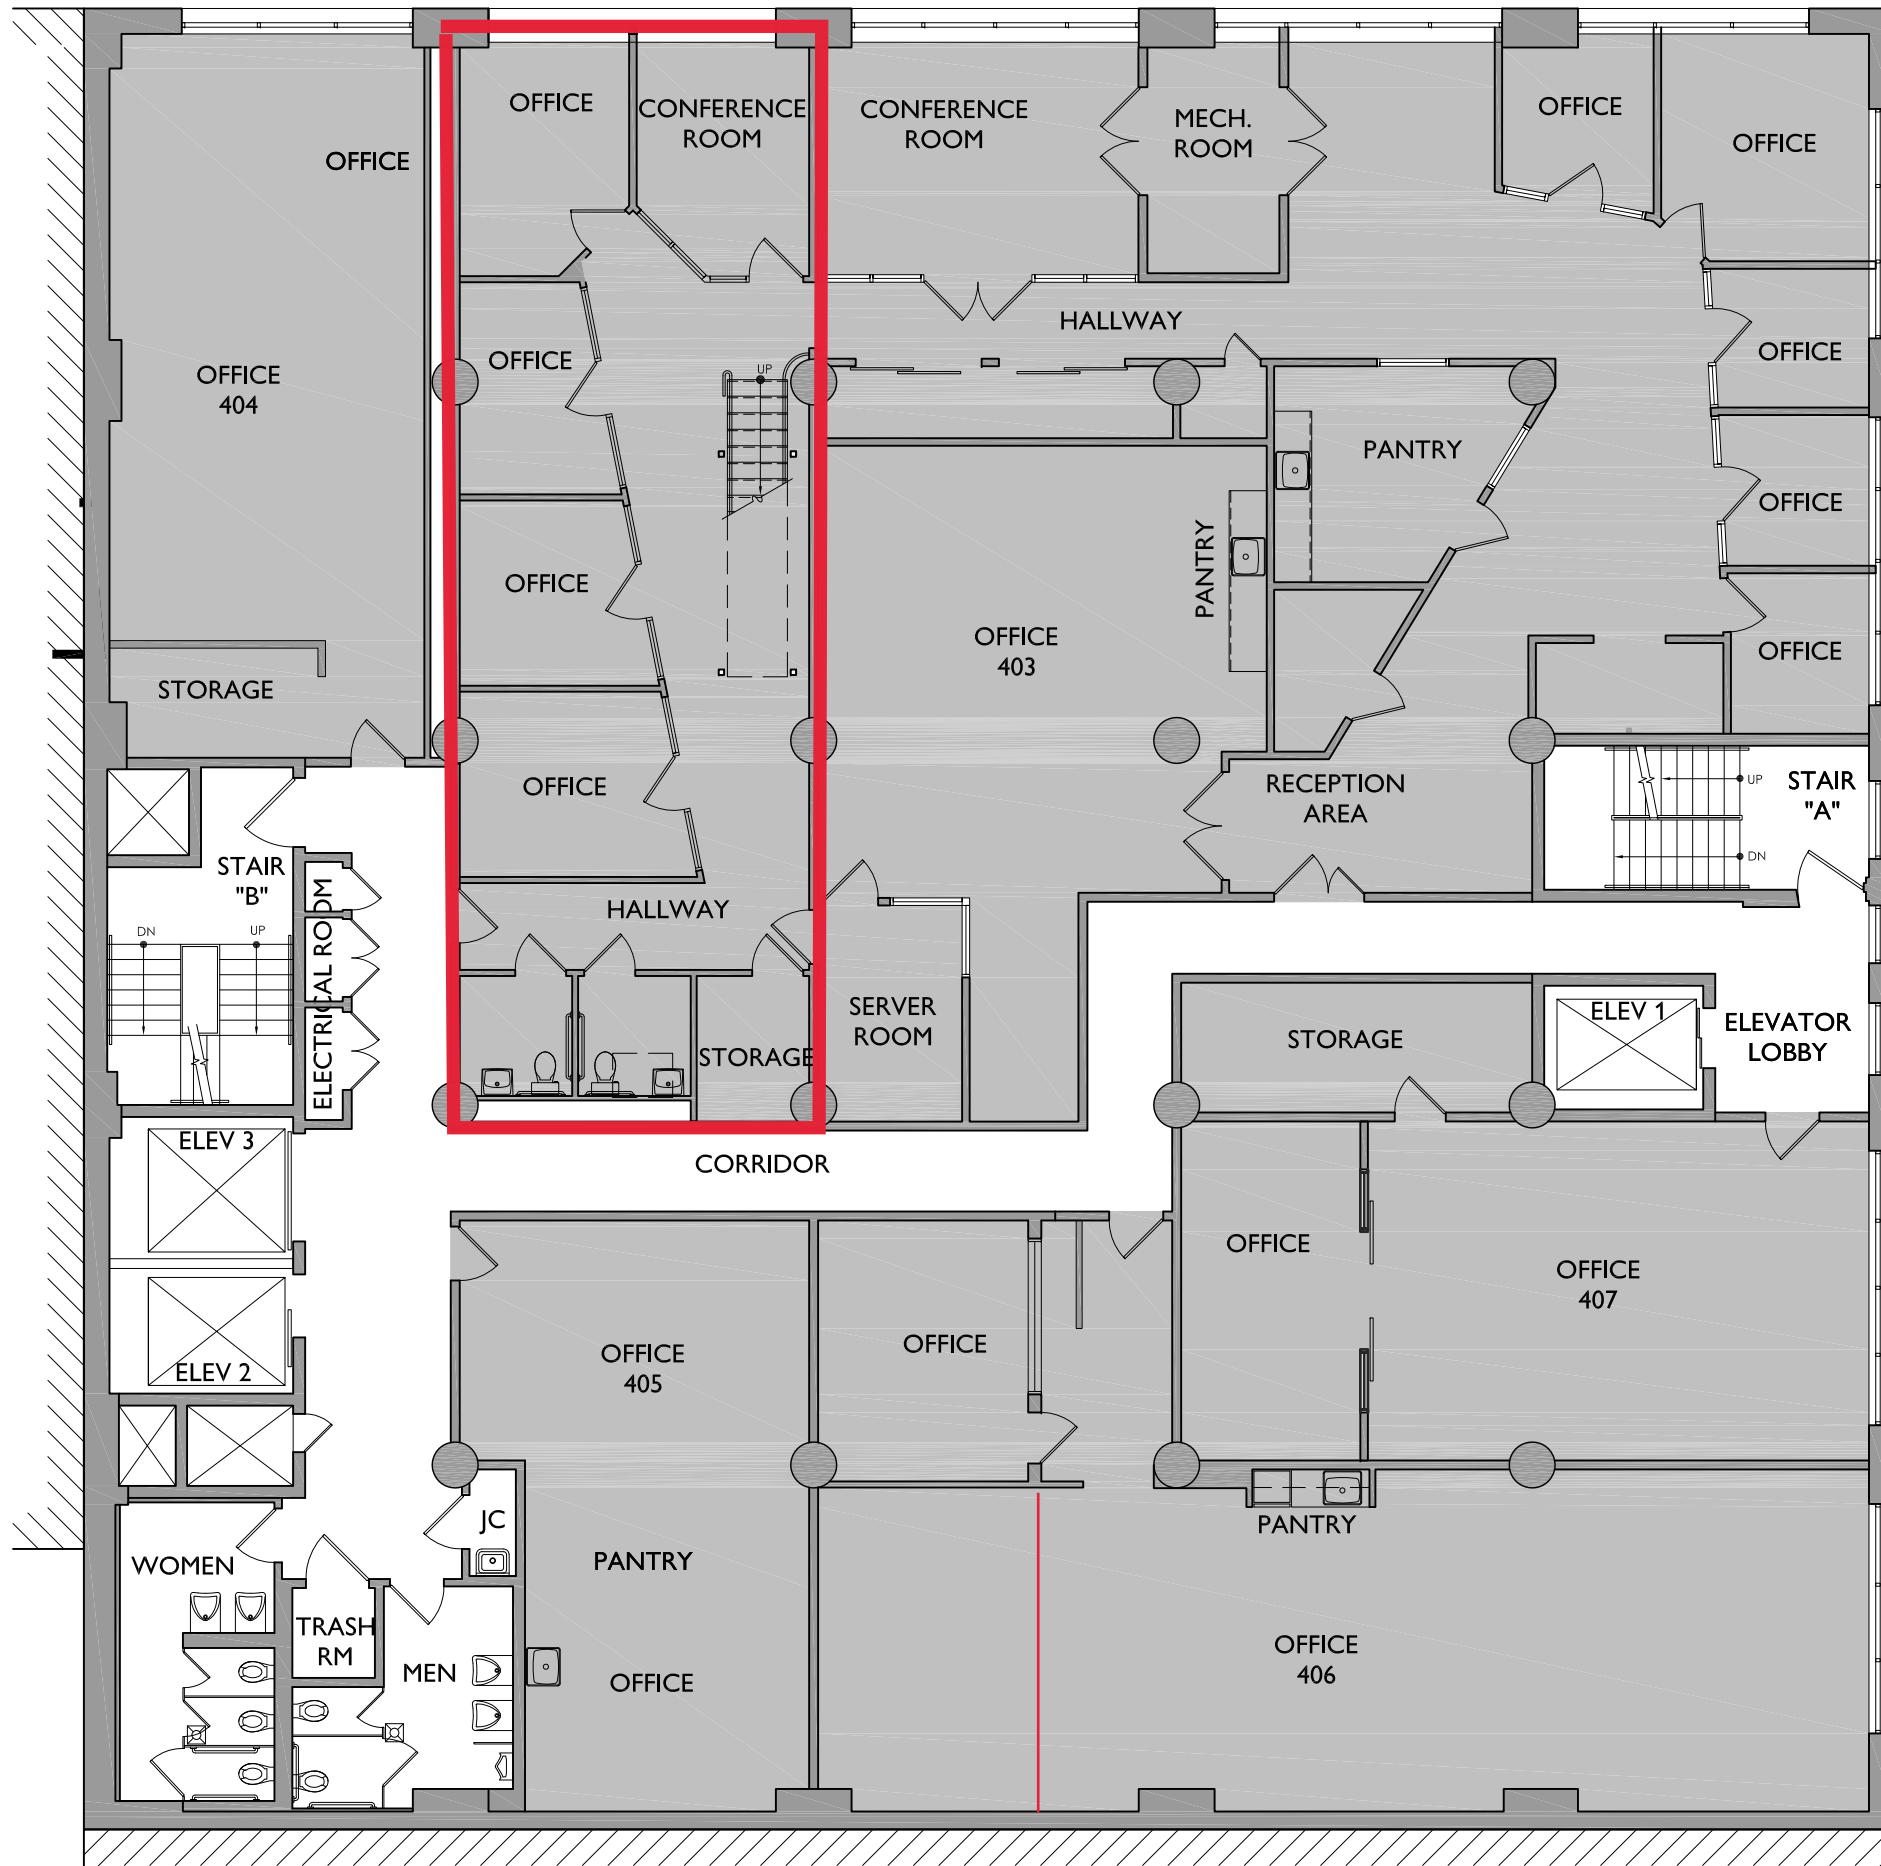 OFFICE
CONFERENCE
ROOM
CONFERENCE
ROOM
MECH.
ROOM
OFFICE
OFFICE
OFFICE
HALLWAY
OFFICE
OFFICE
UP
OFFICE
404
PANTRY
OFFICE
OFFICE
PANTRY
OFFICE
403
OFFICE
STORAGE
OFFICE
RECEPTION
AREA
UP
STAIR
"A"
DN
STAIR
"B"
ELECTRICAL ROOM
HALLWAY
DN
UP
SERVER
ROOM
STORAGE
STORAGE
ELEV 1
ELEVATOR
LOBBY
ELEV 3
CORRIDOR
OFFICE
OFFICE
407
OFFICE
405
OFFICE
ELEV 2
JC
PANTRY
PANTRY
WOMEN
TRASH
RM
MEN
OFFICE
OFFICE
406